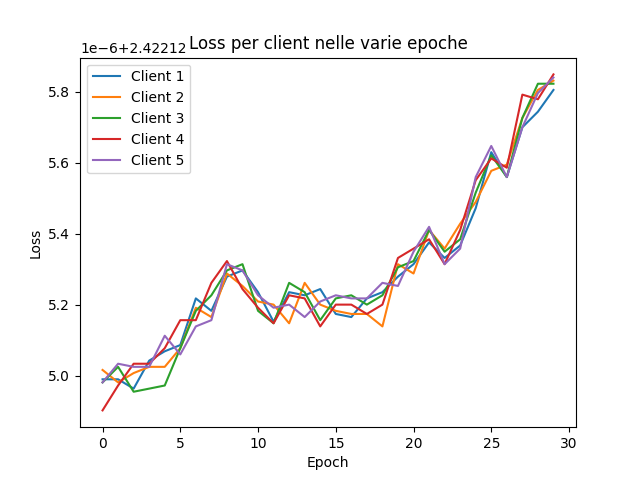 Loss per client nelle varie epoche
1e−6+2.42212
Client 1
Client 2
Client 3
Client 4
Client 5
5.8
5.6
5.4
5.2
5.0
Loss
0 5 10 15 20 25 30
Epoch